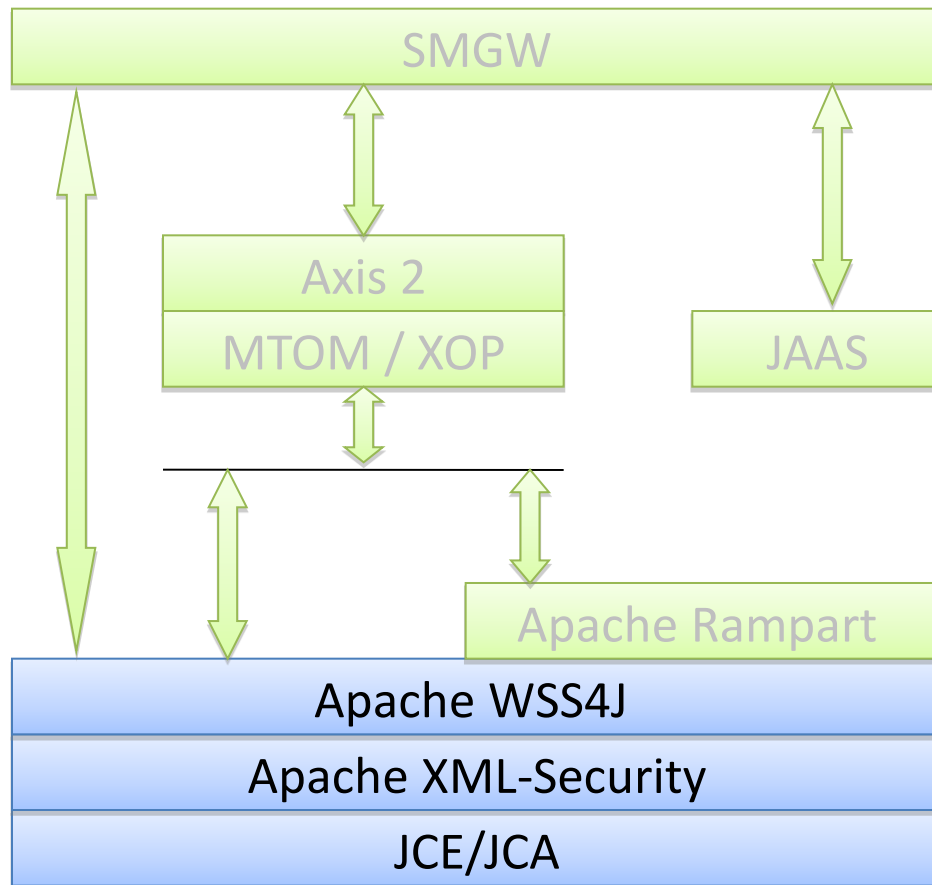 SMGW
Axis 2
MTOM / XOP
JAAS
Apache Rampart
Apache WSS4J
Apache XML-Security
JCE/JCA